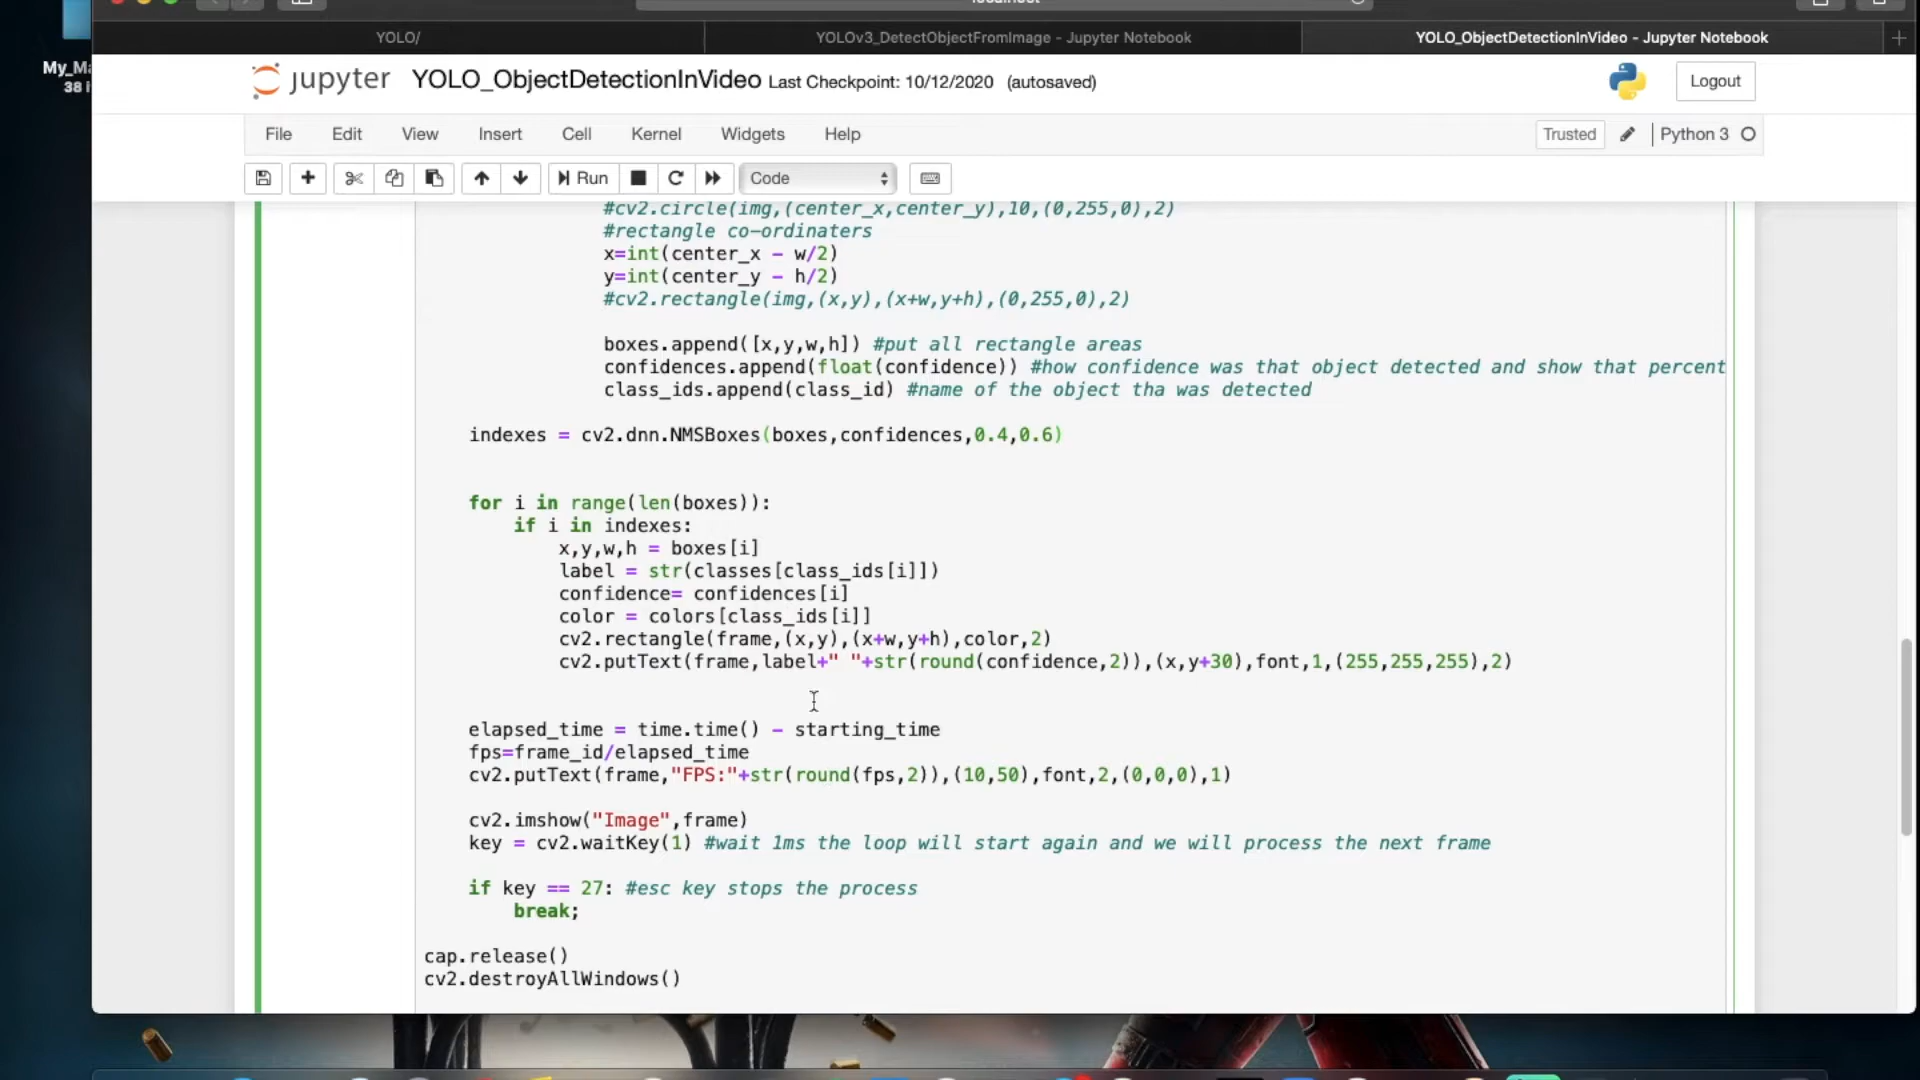 My_Ma
38 i
YOLO/
YOLOv3_DetectObjectFromImage - Jupyter Notebook
YOLO_ObjectDetectionInVideo - Jupyter Notebook
jupyter YOLO_ObjectDetectionInVideo Last Checkpoint: 10/12/2020 (autosaved)
Logout
File Edit View Insert Cell Kernel Widgets Help
Trusted
Python 3
Run
Code
#cv2.circle(img,(center_x,center_y),10,(0,255,0),2)
#rectangle co-ordinaters
x=int(center_x - w/2)
y=int(center_y - h/2)
#cv2.rectangle(img,(x,y),(x+w,y+h),(0,255,0),2)
boxes.append([x,y,w,h]) #put all rectangle areas
confidences.append(float(confidence)) #how confidence was that object detected and show that percent
class_ids.append(class_id) #name of the object tha was detected
indexes = cv2.dnn.NMSBoxes(boxes,confidences,0.4,0.6)
for i in range(len(boxes)):
if i in indexes:
x,y,w,h = boxes[i]
label = str(classes[class_ids[i]])
confidence= confidences[i]
color = colors[class_ids[i]]
cv2.rectangle(frame,(x,y),(x+w,y+h),color,2)
cv2.putText(frame,label+" "+str(round(confidence,2)),(x,y+30),font,1,(255,255,255),2)
elapsed_time = time.time() - starting_time
fps=frame_id/elapsed_time
cv2.putText(frame,"FPS:"+str(round(fps,2)),(10,50),font,2,(0,0,0),1)
cv2.imshow("Image",frame)
key = cv2.waitKey(1) #wait 1ms the loop will start again and we will process the next frame
if key == 27: #esc key stops the process
break;
cap.release()
cv2.destroyAllWindows()